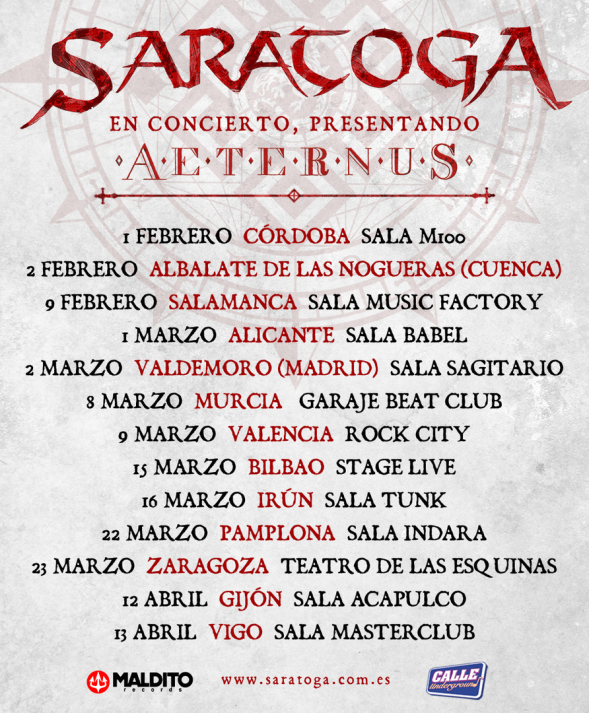 SARATOGA
EN CONCIERTO, PRESENTANDO
A·E·T·E·R·N·U·S
1 FEBRERO CÓRDOBA SALA M100
2 FEBRERO ALBALATE DE LAS NOGUERAS (CUENCA)
9 FEBRERO SALAMANCA SALA MUSIC FACTORY
1 MARZO ALICANTE SALA BABEL
2 MARZO VALDEMORO (MADRID) SALA SAGITARIO
8 MARZO MURCIA GARAJE BEAT CLUB
9 MARZO VALENCIA ROCK CITY
15 MARZO BILBAO STAGE LIVE
16 MARZO IRÚN SALA TUNK
22 MARZO PAMPLONA SALA INDARA
23 MARZO ZARAGOZA TEATRO DE LAS ESQUINAS
12 ABRIL GIJÓN SALA ACAPULCO
13 ABRIL VIGO SALA MASTERCLUB
MALDITO
records
www.saratoga.com.es
CALLE
Underground